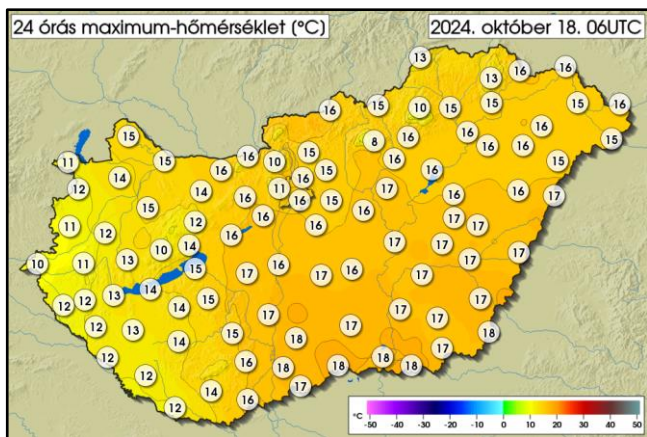 24 órás maximum-hőmérséklet (°C)
2024. október 18. 06UTC
13
16 16
13
16 15 10 15 15 15 16
15 8 16 16 16 15
11 15 16 10 15 16 16 16 15
14 16 16 15 16
12 14 11 17 16 16 17
15 16 16 15
16 16 17
11 12 16 17
12 16
10 14 17 17 17
10 11 13 15 16 17
17 17 16 17
13 14
12 12 14 15 17
17 17 17
12 13 15 17 18
14 18 17
12 16 18 18 18 18
12
14 17
12 16
°C -50 -40 -30 -20 -10 0 10 20 30 40 50